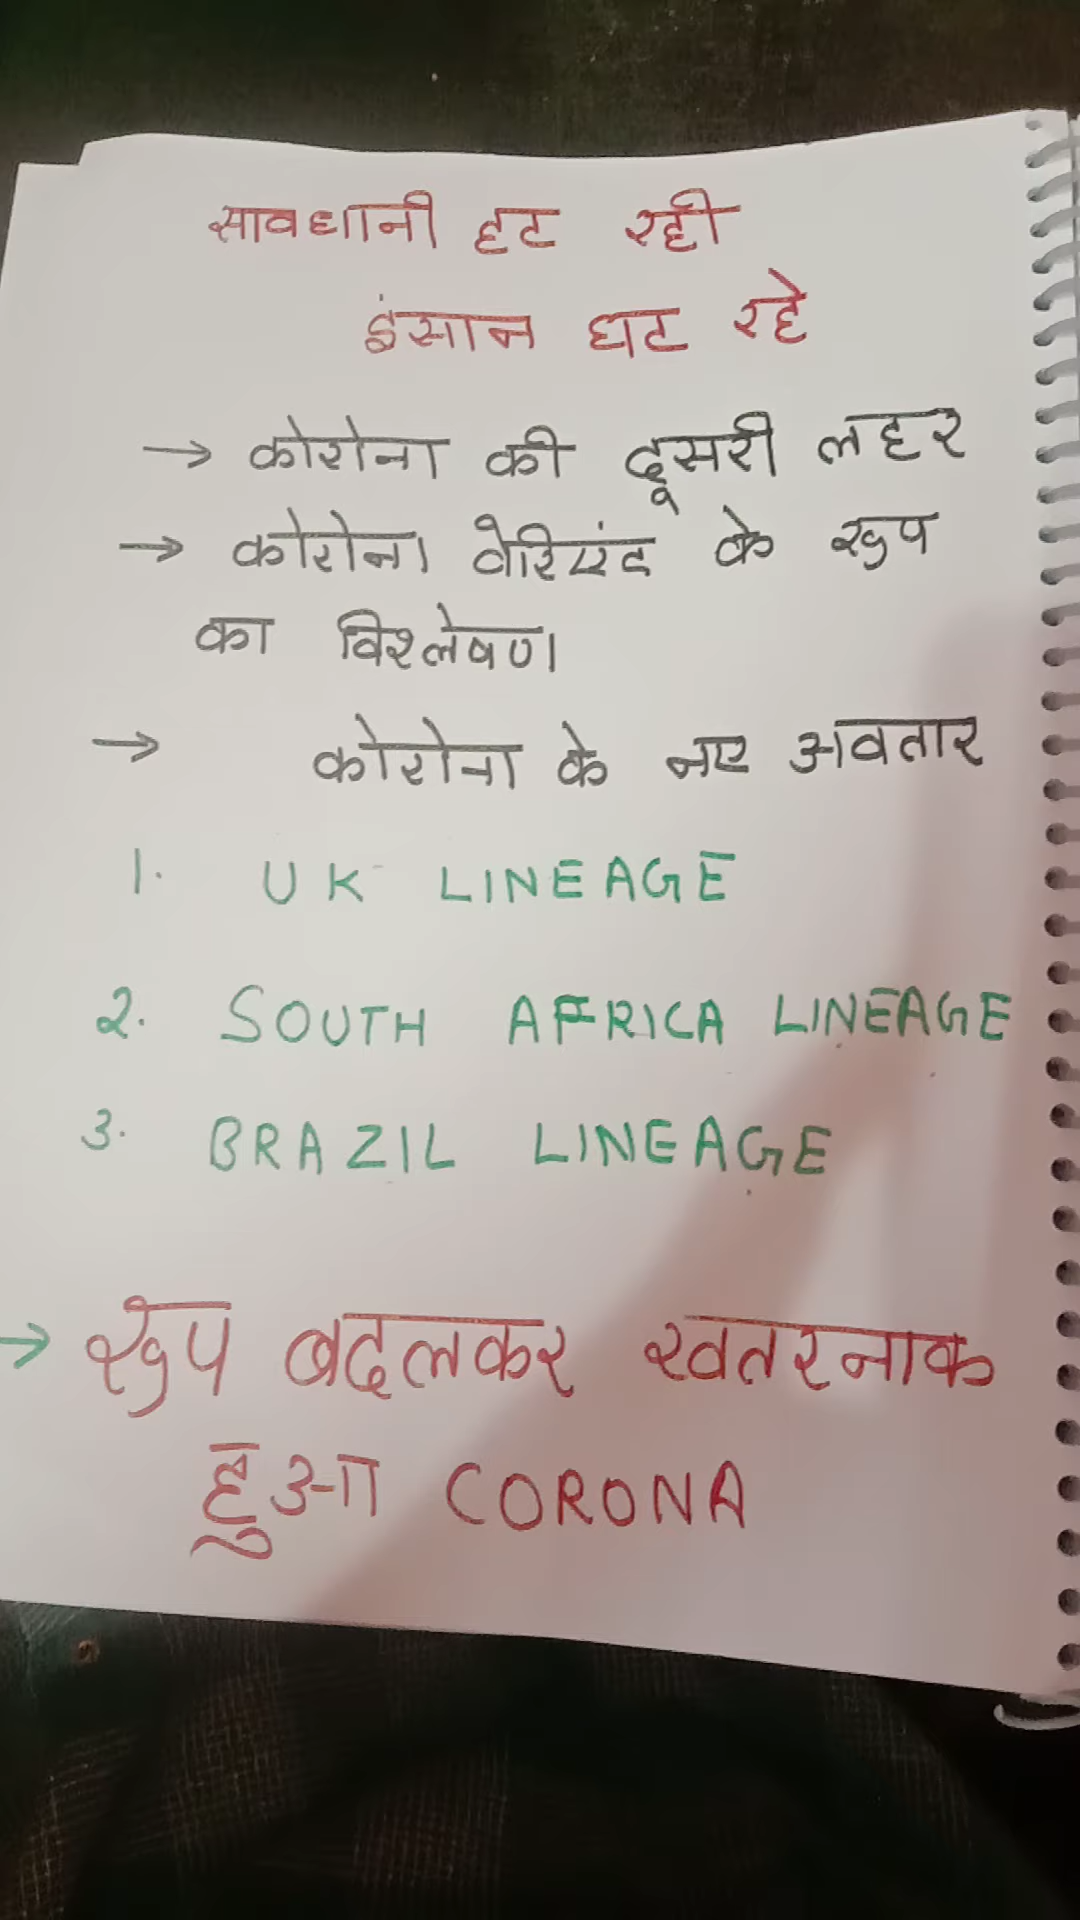 सावधानी हट रही
इंसान घट रहे
→ कोरोना की दूसरी लहर
→ कोरोना वेरिएंट के रुप
का विश्लेषण
→ कोरोना के नए अवतार
1. UK LINEAGE
2. SOUTH AFRICA LINEAGE
3. BRAZIL LINEAGE
→ रुप बदलकर खतरनाक
हुआ CORONA